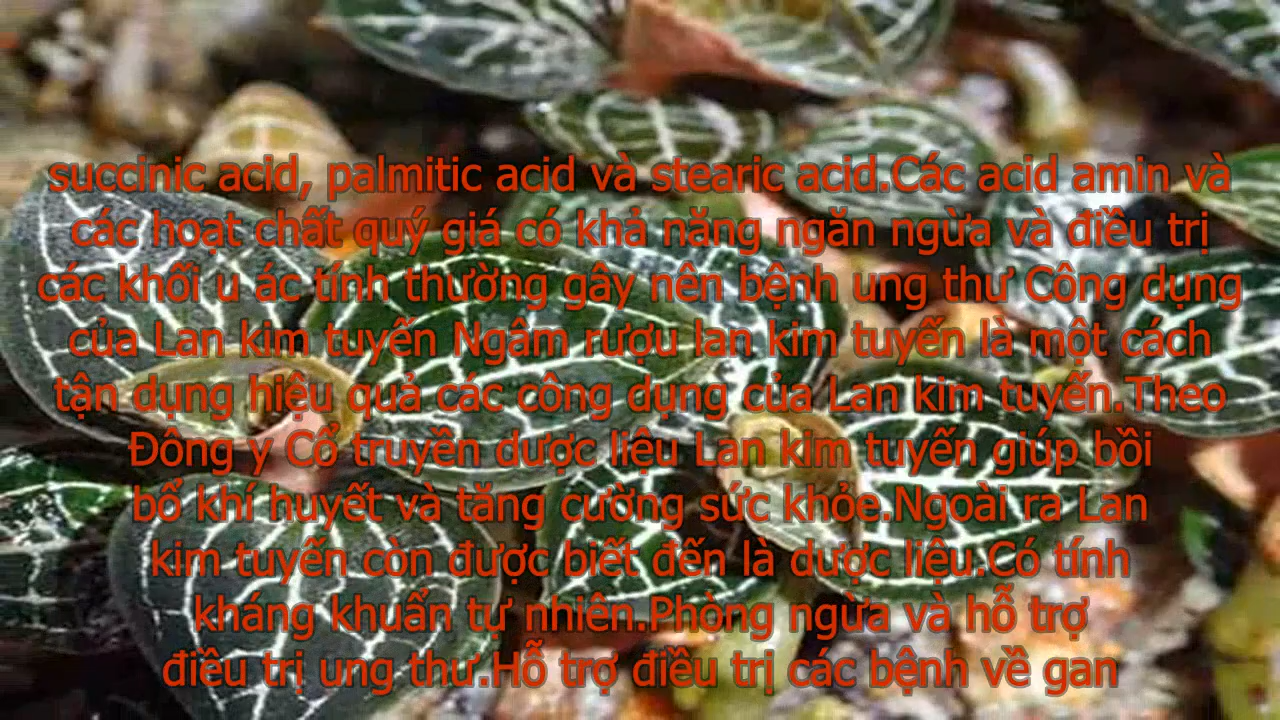 succinic acid, palmitic acid và stearic acid.Các acid amin và
các hoạt chất quý giá có khả năng ngăn ngừa và điều trị
các khối u ác tính thường gây nên bệnh ung thư Công dụng
của Lan kim tuyến Ngâm rượu lan kim tuyến là một cách
tận dụng hiệu quả các công dụng của Lan kim tuyến.Theo
Đông y Cổ truyền dược liệu Lan kim tuyến giúp bồi
bổ khí huyết và tăng cường sức khỏe.Ngoài ra Lan
kim tuyến còn được biết đến là dược liệu.Có tính
kháng khuẩn tự nhiên.Phòng ngừa và hỗ trợ
điều trị ung thư.Hỗ trợ điều trị các bệnh về gan